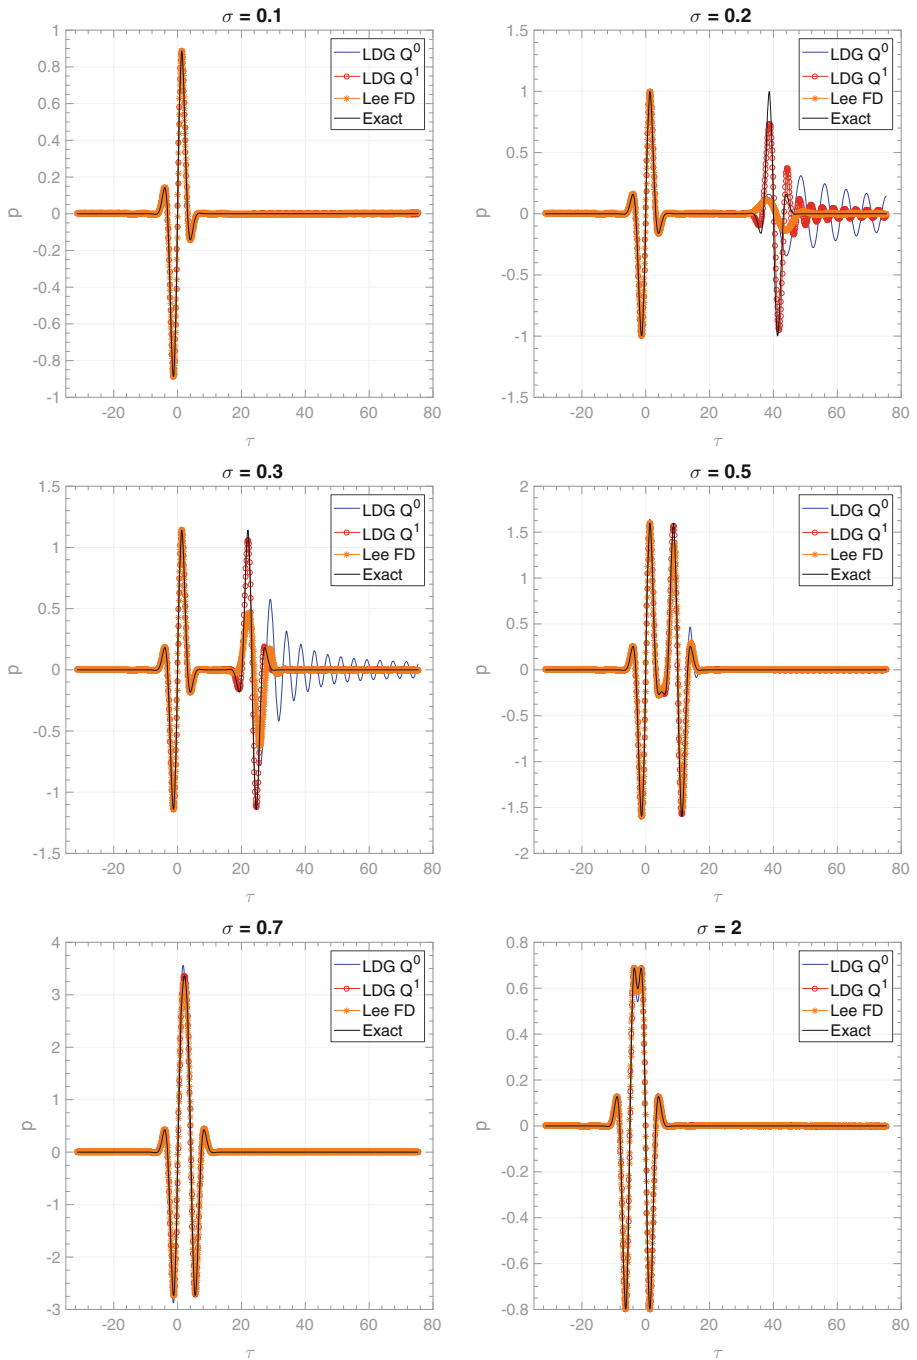 σ = 0.1
LDG Q⁰
LDG Q¹
Lee FD
Exact
1
0.8
0.6
0.4
0.2
0
-0.2
-0.4
-0.6
-0.8
-1
p
-20 0 20 40 60 80
τ
σ = 0.2
LDG Q⁰
LDG Q¹
Lee FD
Exact
1.5
1
0.5
0
-0.5
-1
-1.5
p
-20 0 20 40 60 80
τ
σ = 0.3
LDG Q⁰
LDG Q¹
Lee FD
Exact
1.5
1
0.5
0
-0.5
-1
-1.5
p
-20 0 20 40 60 80
τ
σ = 0.5
LDG Q⁰
LDG Q¹
Lee FD
Exact
2
1.5
1
0.5
0
-0.5
-1
-1.5
-2
p
-20 0 20 40 60 80
τ
σ = 0.7
LDG Q⁰
LDG Q¹
Lee FD
Exact
4
3
2
1
0
-1
-2
-3
p
-20 0 20 40 60 80
τ
σ = 2
LDG Q⁰
LDG Q¹
Lee FD
Exact
0.8
0.6
0.4
0.2
0
-0.2
-0.4
-0.6
-0.8
p
-20 0 20 40 60 80
τ